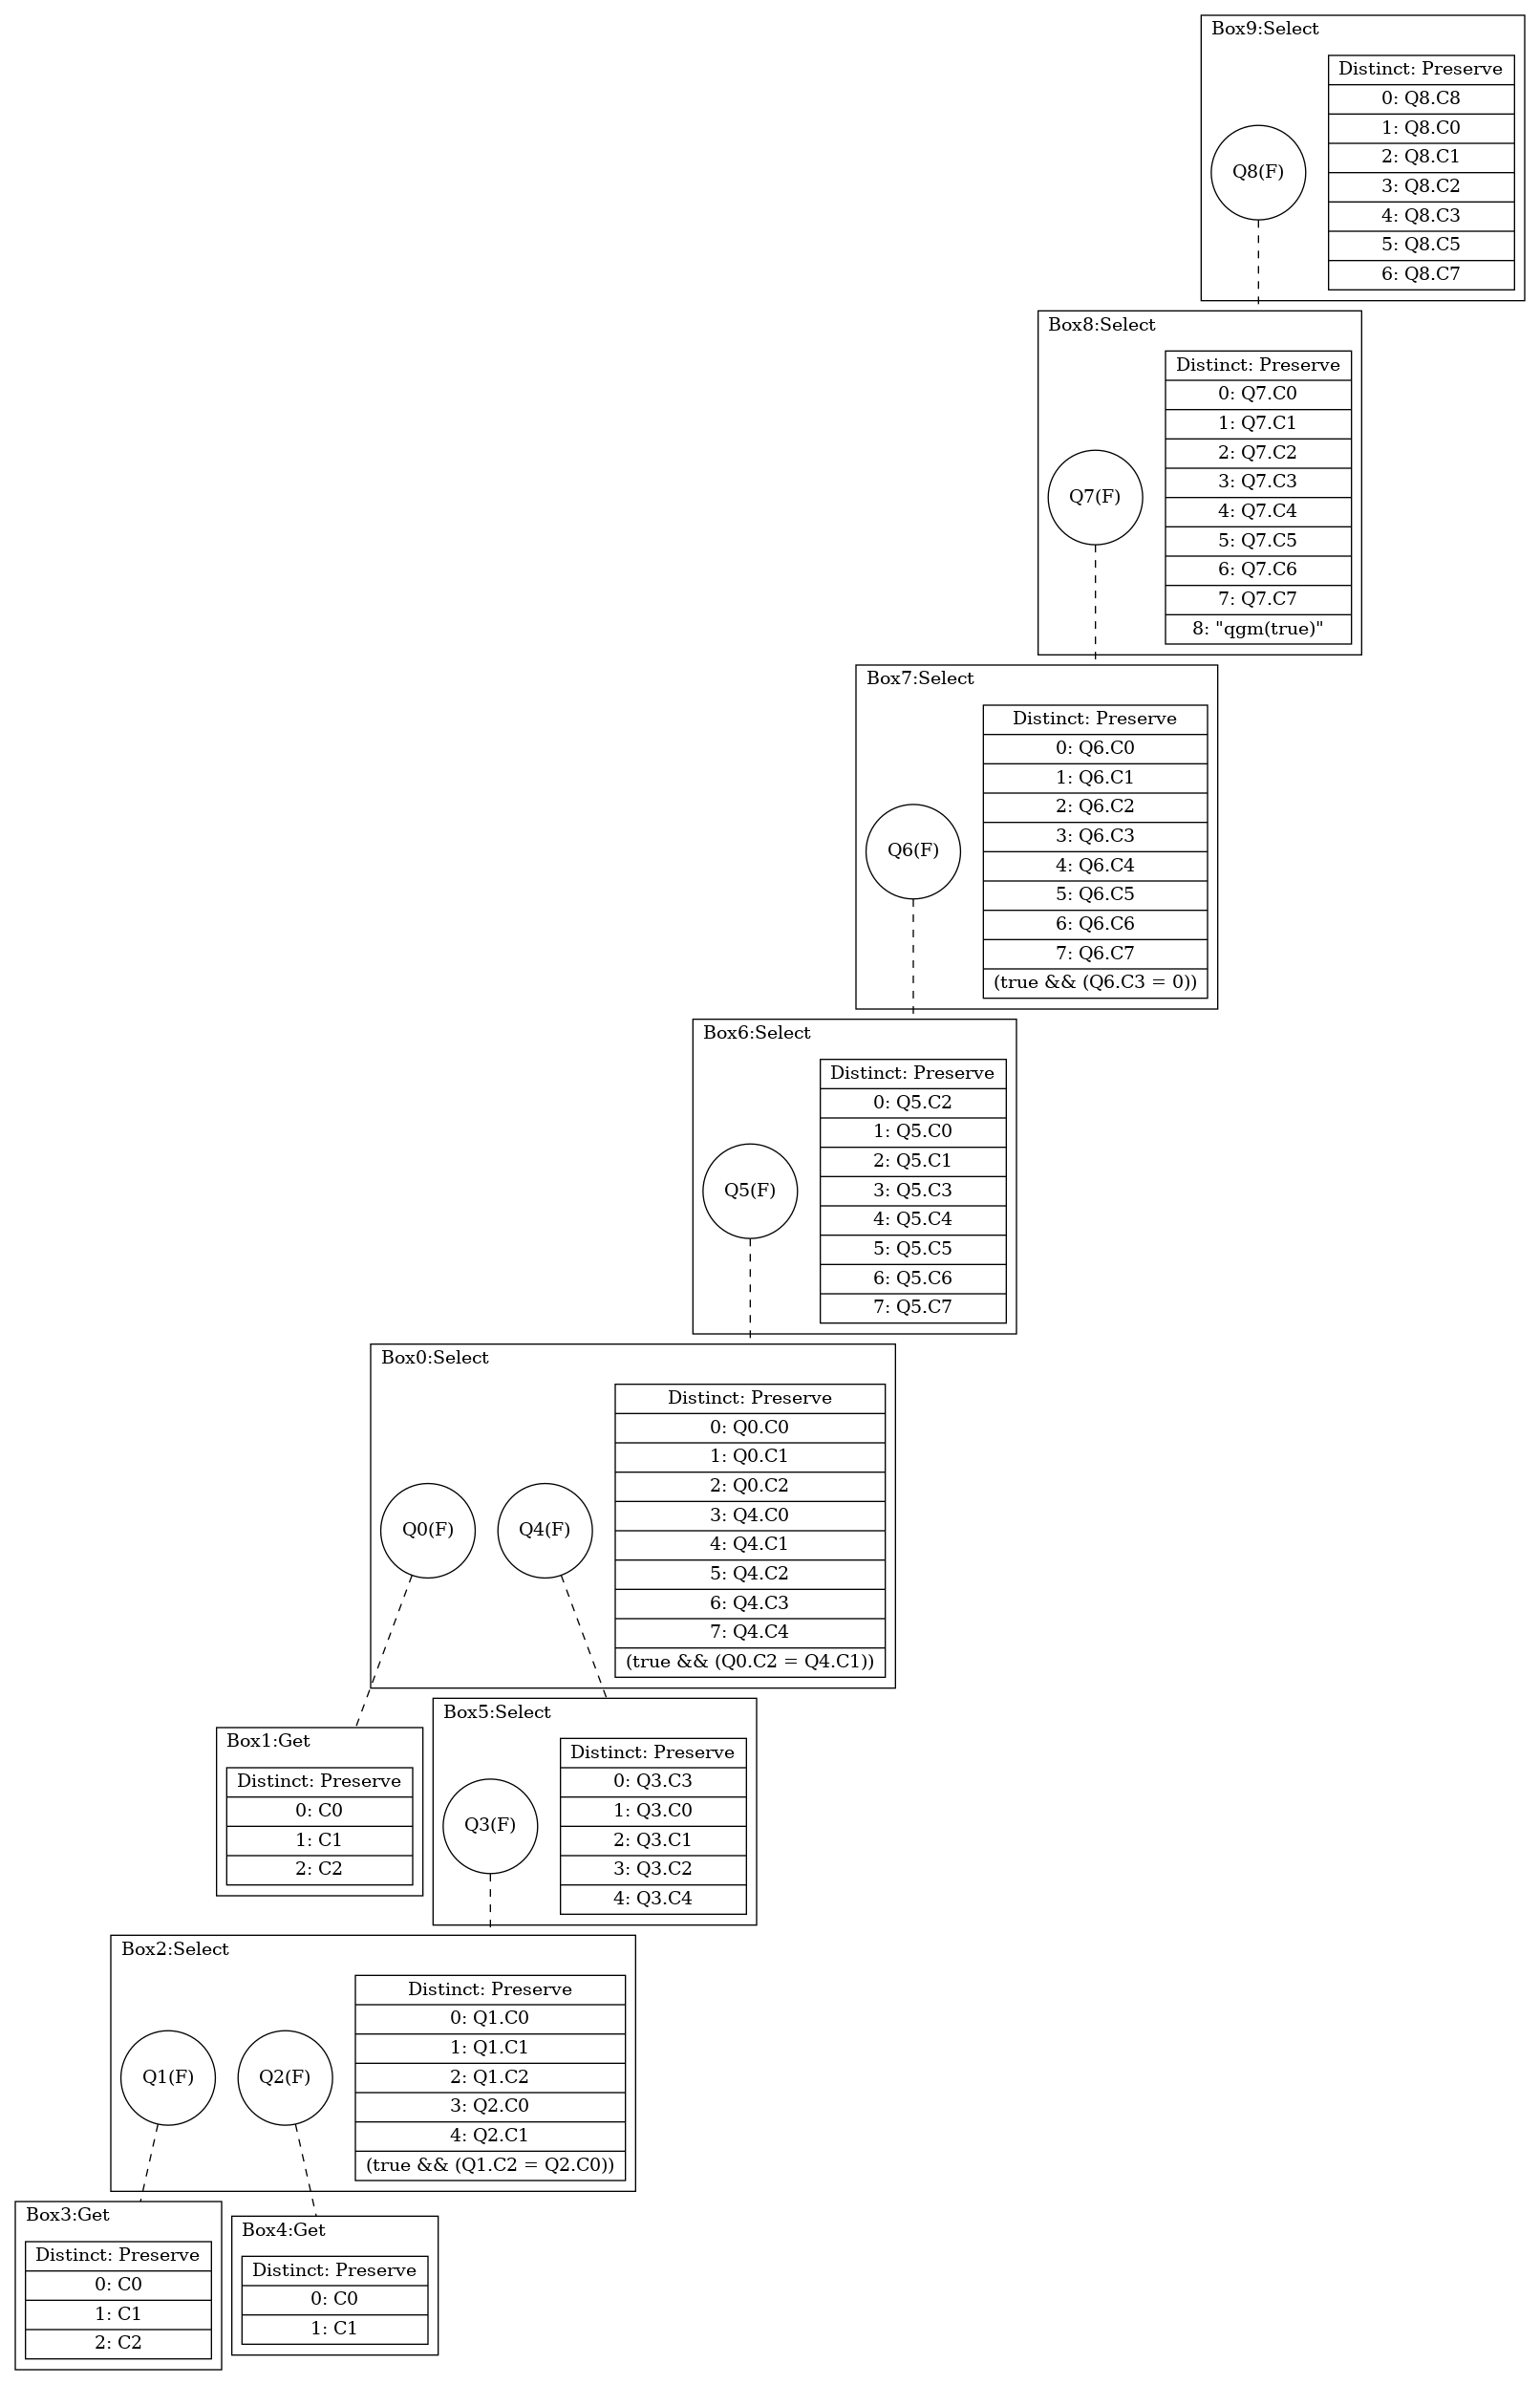 Box9:Select
Distinct: Preserve
0: Q8.C8
1: Q8.C0
2: Q8.C1
3: Q8.C2
4: Q8.C3
5: Q8.C5
6: Q8.C7
Q8(F)
Box8:Select
Distinct: Preserve
0: Q7.C0
1: Q7.C1
2: Q7.C2
3: Q7.C3
4: Q7.C4
5: Q7.C5
6: Q7.C6
7: Q7.C7
8: "qgm(true)"
Q7(F)
Box7:Select
Distinct: Preserve
0: Q6.C0
1: Q6.C1
2: Q6.C2
3: Q6.C3
4: Q6.C4
5: Q6.C5
6: Q6.C6
7: Q6.C7
(true && (Q6.C3 = 0))
Q6(F)
Box6:Select
Distinct: Preserve
0: Q5.C2
1: Q5.C0
2: Q5.C1
3: Q5.C3
4: Q5.C4
5: Q5.C5
6: Q5.C6
7: Q5.C7
Q5(F)
Box0:Select
Distinct: Preserve
0: Q0.C0
1: Q0.C1
2: Q0.C2
3: Q4.C0
4: Q4.C1
5: Q4.C2
6: Q4.C3
7: Q4.C4
(true && (Q0.C2 = Q4.C1))
Q0(F)
Q4(F)
Box1:Get
Distinct: Preserve
0: C0
1: C1
2: C2
Box5:Select
Distinct: Preserve
0: Q3.C3
1: Q3.C0
2: Q3.C1
3: Q3.C2
4: Q3.C4
Q3(F)
Box2:Select
Distinct: Preserve
0: Q1.C0
1: Q1.C1
2: Q1.C2
3: Q2.C0
4: Q2.C1
(true && (Q1.C2 = Q2.C0))
Q1(F)
Q2(F)
Box3:Get
Distinct: Preserve
0: C0
1: C1
2: C2
Box4:Get
Distinct: Preserve
0: C0
1: C1